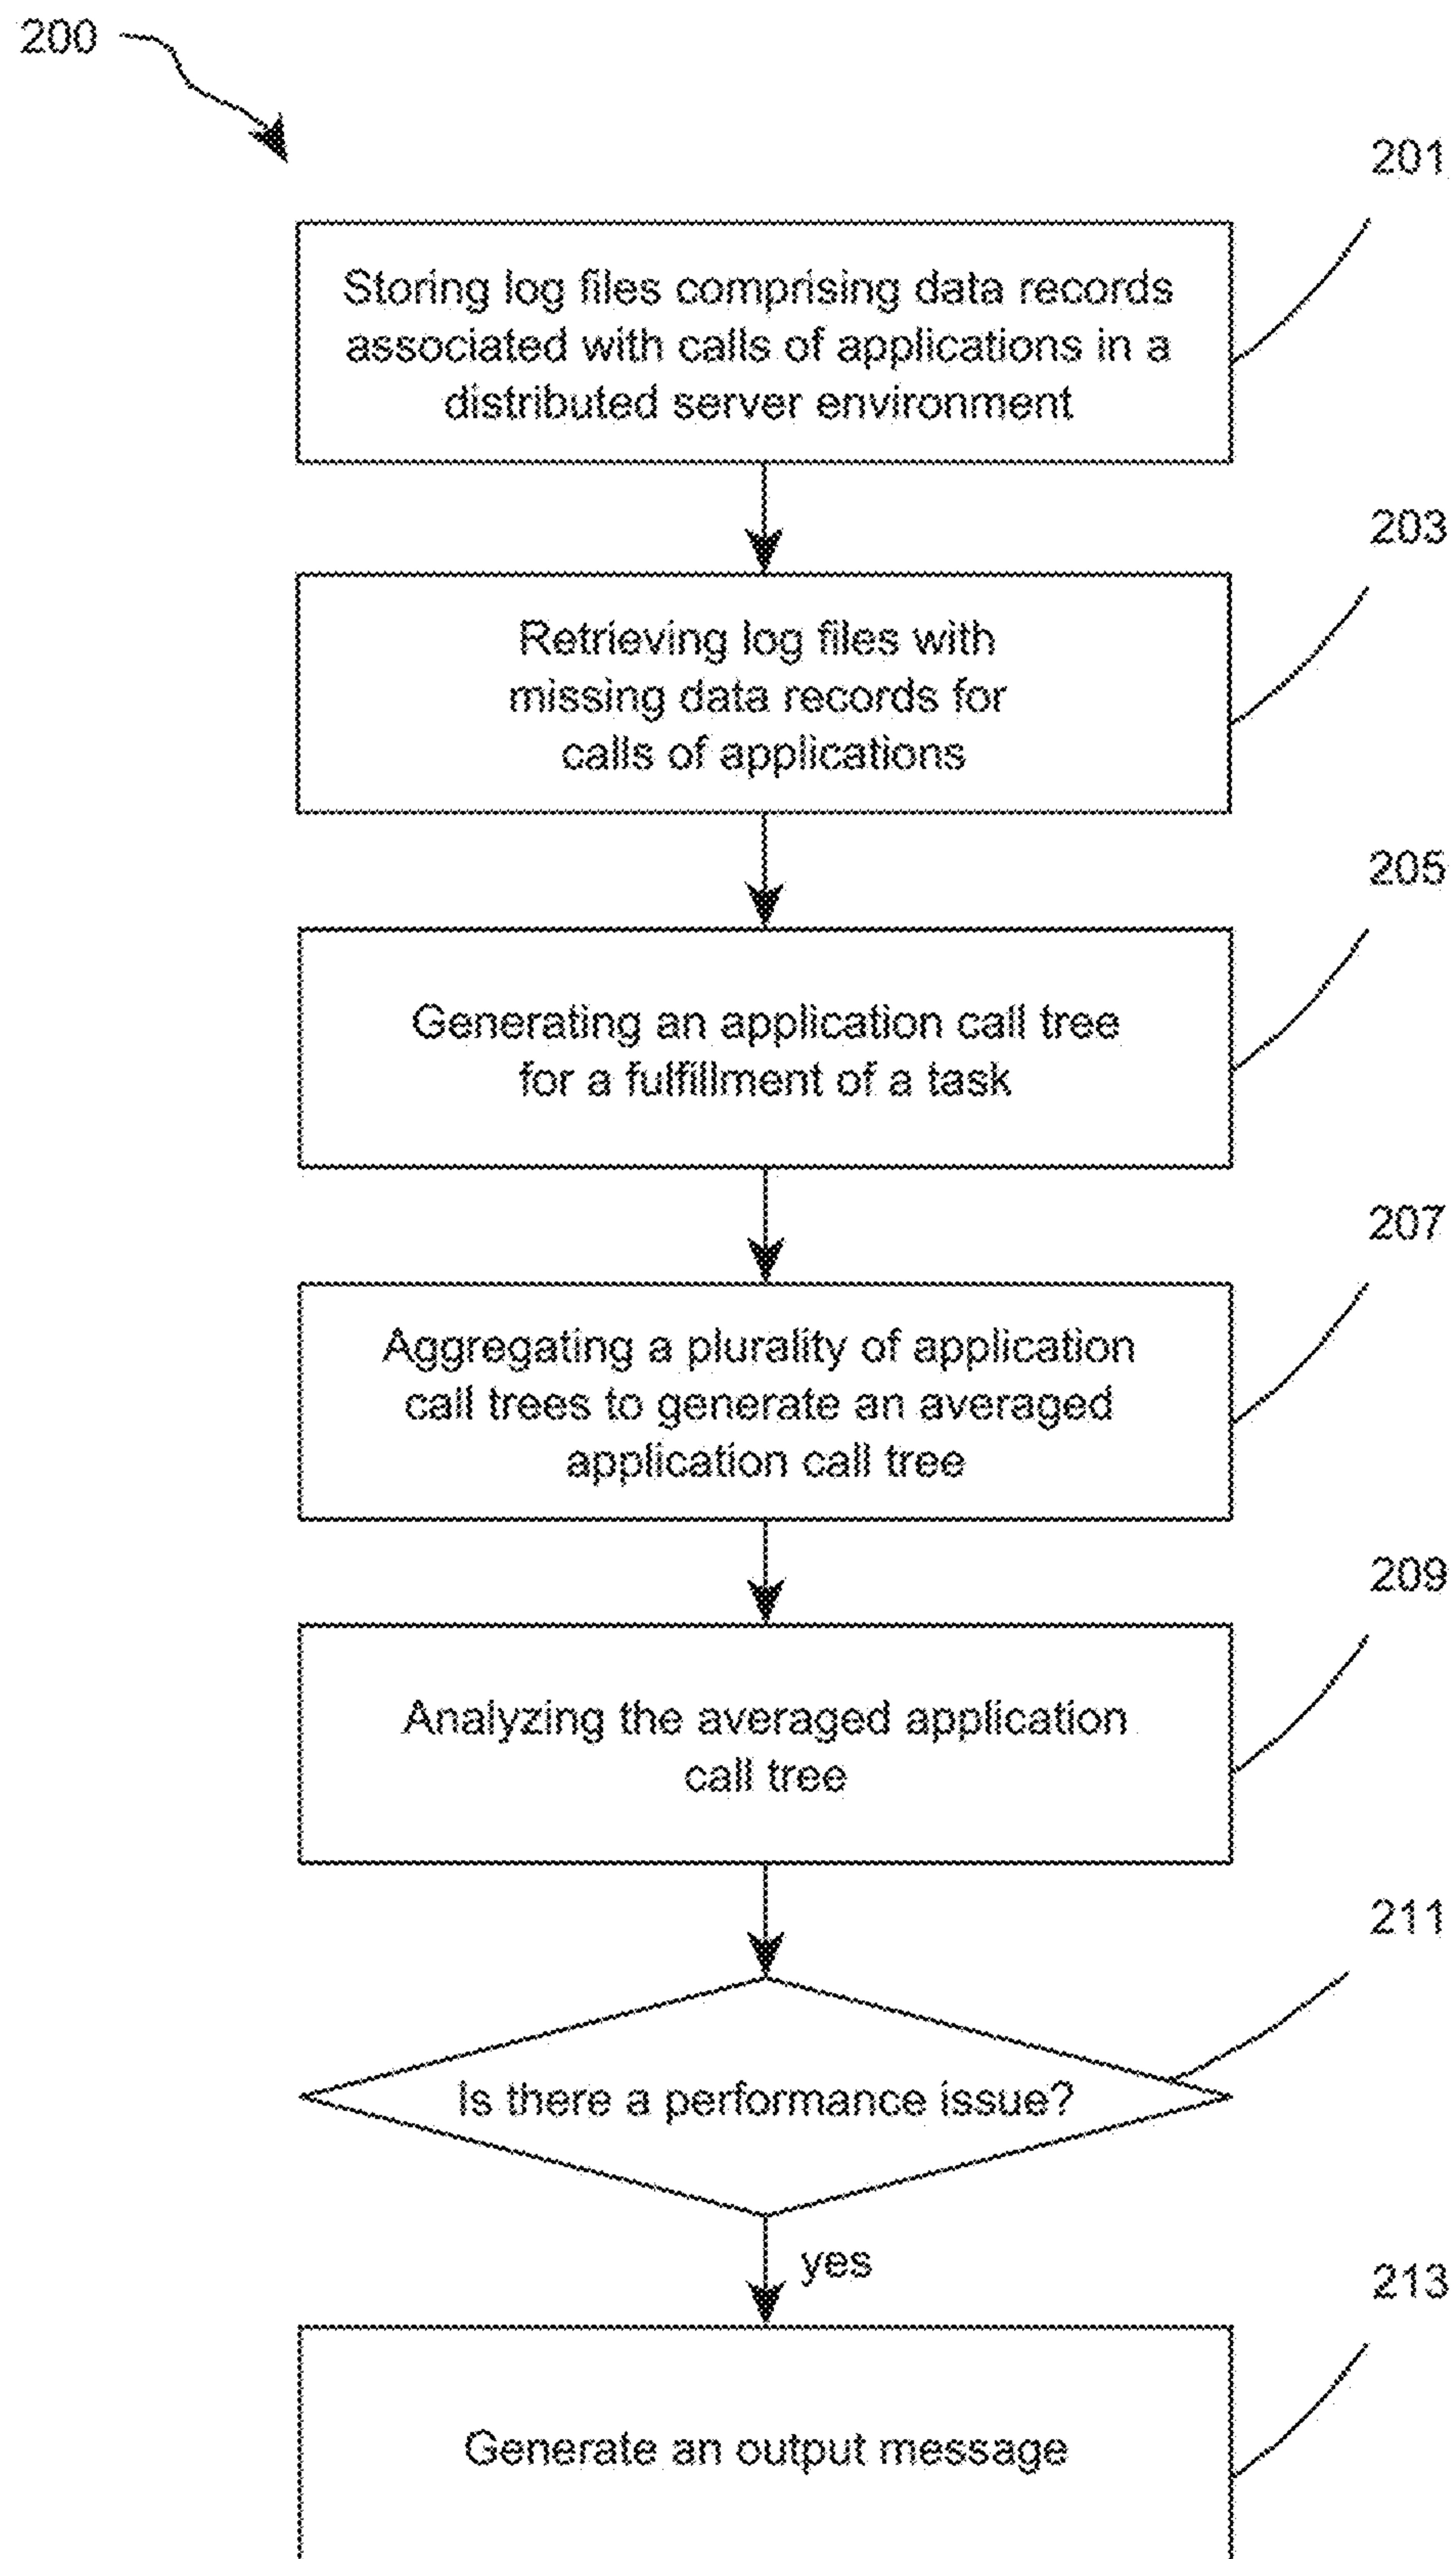 200
201
Storing log files comprising data records
associated with calls of applications in a
distributed server environment
203
Retrieving log files with
missing data records for
calls of applications
205
Generating an application call tree
for a fulfillment of a task
207
Aggregating a plurality of application
call trees to generate an averaged
application call tree
209
Analyzing the averaged application
call tree
211
Is there a performance issue?
yes
213
Generate an output message